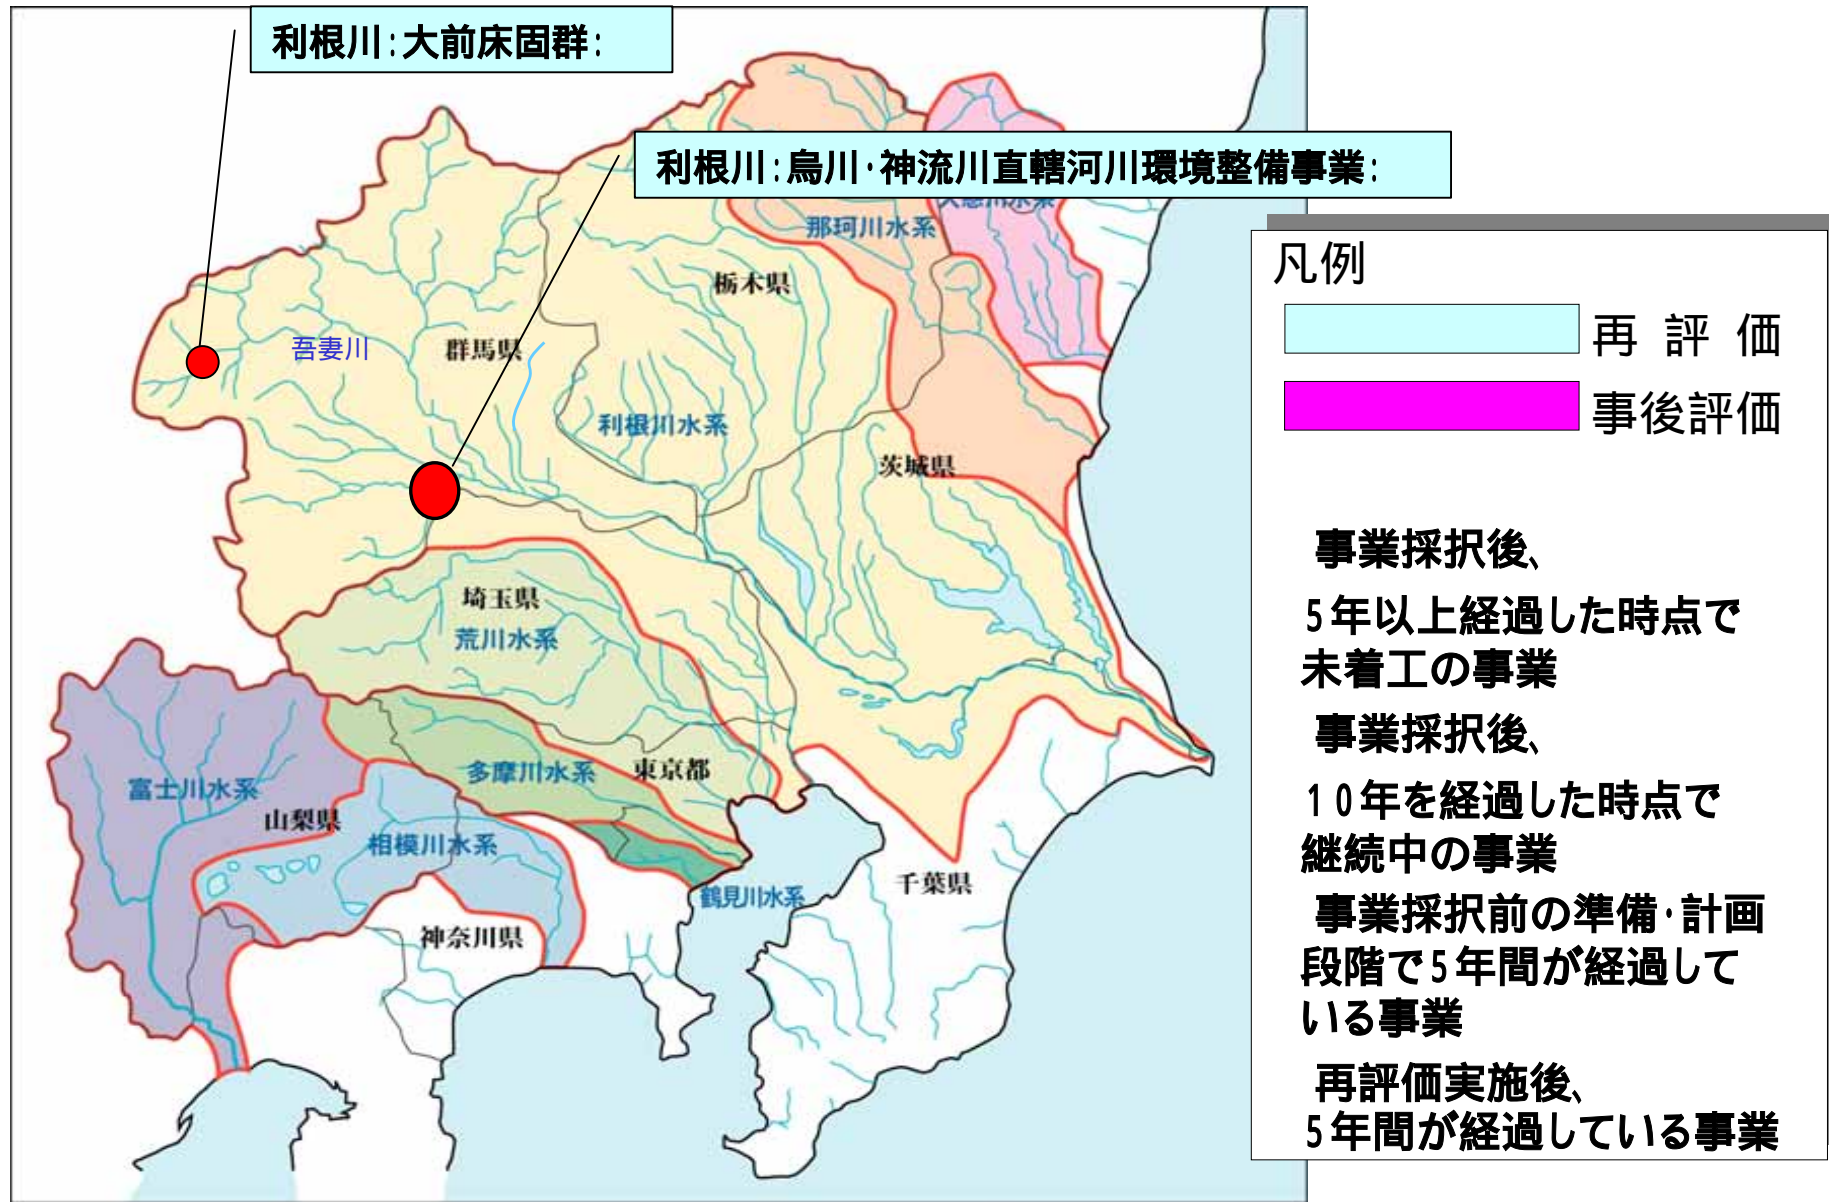 利根川:大前床固群:
利根川:烏川・神流川直轄河川環境整備事業:
那珂川水系
栃木県
吾妻川
群馬県
利根川水系
茨城県
埼玉県
荒川水系
富士川水系
多摩川水系
東京都
山梨県
相模川水系
鶴見川水系
千葉県
神奈川県
凡例
再 評 価
事後評価
事業採択後、
5年以上経過した時点で
未着工の事業
事業採択後、
10年を経過した時点で
継続中の事業
事業採択前の準備・計画
段階で5年間が経過して
いる事業
再評価実施後、
5年間が経過している事業